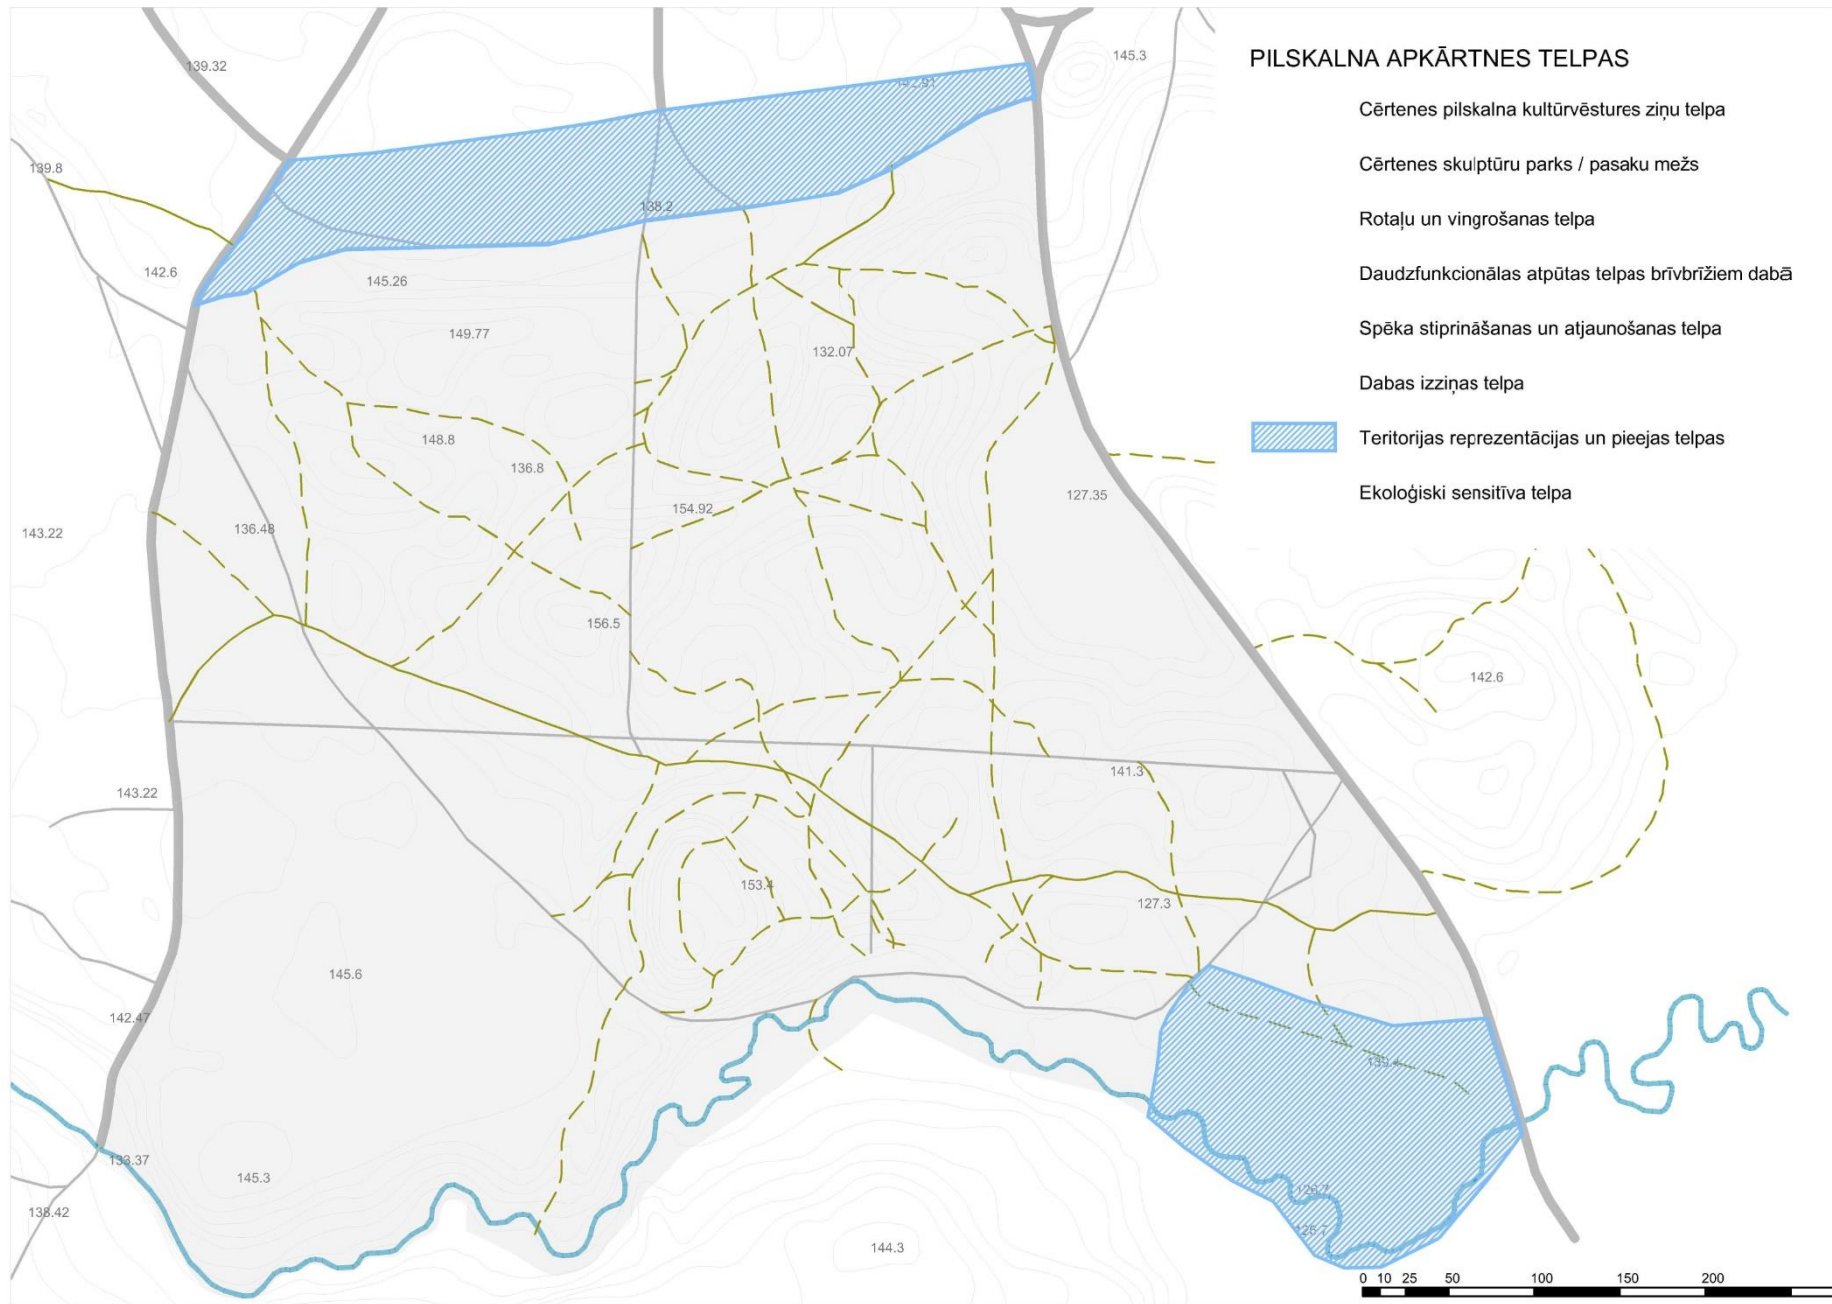 PILSKALNA APKĀRTNES TELPAS
Cērtenes pilskalna kultūrvēstures ziņu telpa
Cērtenes skulptūru parks / pasaku mežs
Rotaļu un vingrošanas telpa
Daudzfunkcionālas atpūtas telpas brīvbrīžiem dabā
Spēka stiprināšanas un atjaunošanas telpa
Dabas izziņas telpa
Teritorijas reprezentācijas un pieejas telpas
Ekoloģiski sensitīva telpa
139.32
145.3
139.8
138.2
142.6
145.26
149.77
132.07
148.8
136.8
127.35
154.92
136.48
143.22
156.5
142.6
141.3
143.22
153.4
127.3
145.6
142.47
133.37
145.3
126.7
138.42
144.3
0 10 25 50 100 150 200